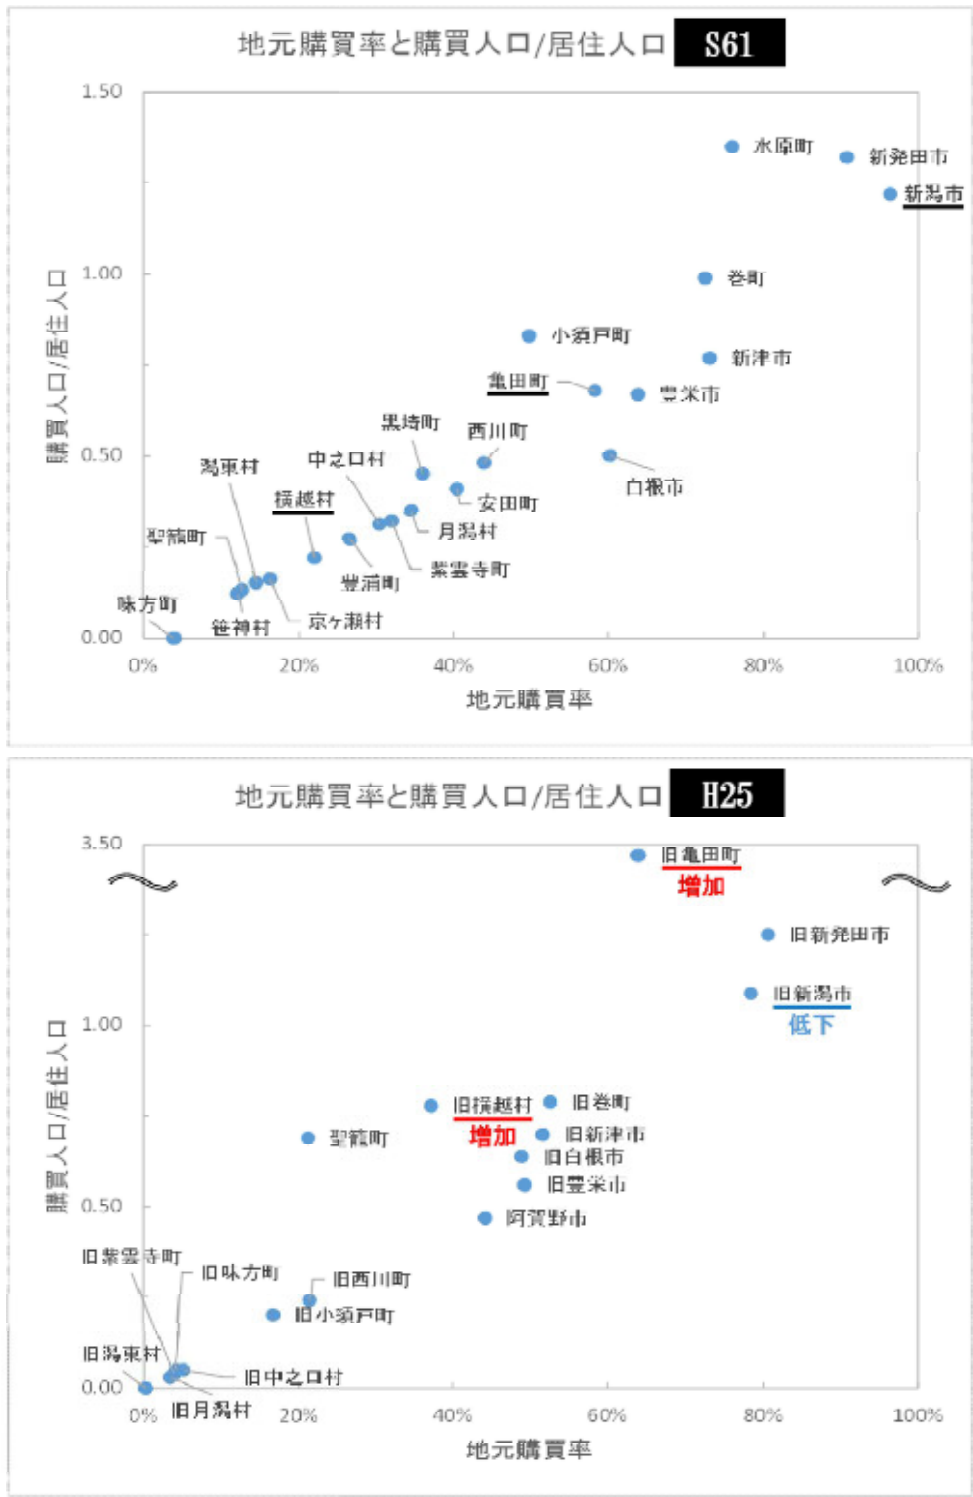 地元購買率と購買人口/居住人口 S61
1.50
水原町
新発田市
新潟市
1.00
巻町
小須戸町
新津市
亀田町
豊栄市
購買人口/居住人口
黒埼町
西川町
0.50
中之口村
潟東村
白根市
横越村
安田町
月潟村
聖籠町
紫雲寺町
豊浦町
味方町
笹神村
京ヶ瀬村
0.00
0% 20% 40% 60% 80% 100%
地元購買率
地元購買率と購買人口/居住人口 H25
3.50
旧亀田町
増加
旧新発田市
旧新潟市
低下
1.00
購買人口/居住人口
旧横越村
増加
旧巻町
聖籠町
旧新津市
旧白根市
旧豊栄市
0.50
阿賀野市
旧紫雲寺町
旧味方町
旧西川町
旧小須戸町
旧潟東村
旧中之口村
0.00
旧月潟村
0% 20% 40% 60% 80% 100%
地元購買率